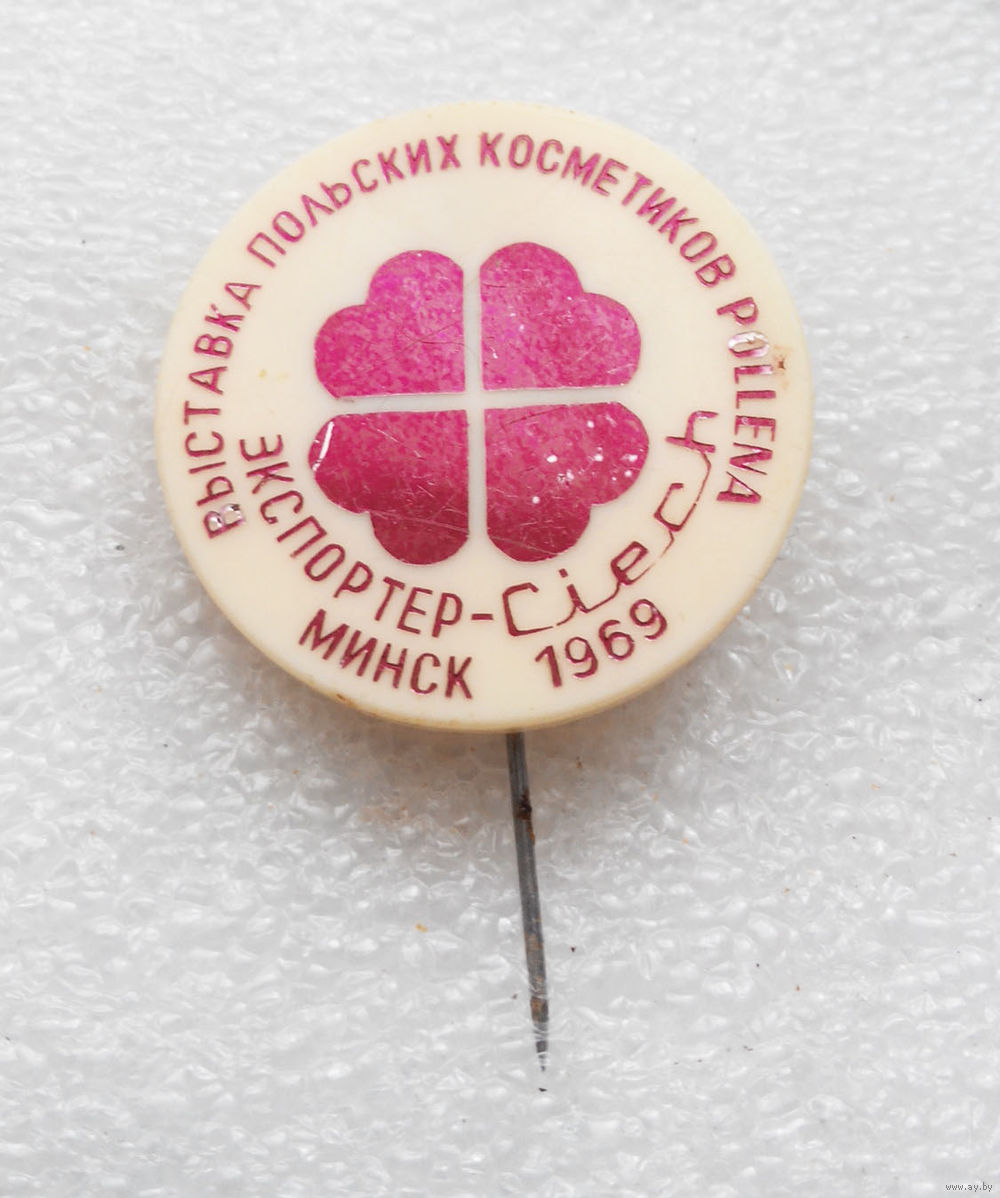 ВЫСТАВКА ПОЛЬСКИХ КОСМЕТИКОВ POLLENA
ЭКСПОРТЕР-Ciech
МИНСК 1969
www.ay.by